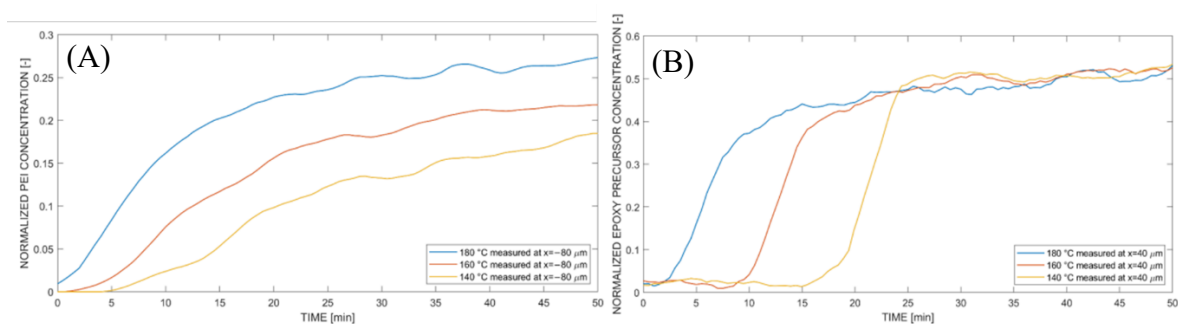 (A)
NORMALIZED PEI CONCENTRATION [-]
0.3
0.25
0.2
0.15
0.1
0.05
0
0 5 10 15 20 25 30 35 40 45 50
TIME [min]
180 °C measured at x=−80 μm
160 °C measured at x=−80 μm
140 °C measured at x=−80 μm
(B)
NORMALIZED EPOXY PRECURSOR CONCENTRATION [-]
0.6
0.5
0.4
0.3
0.2
0.1
0
0 5 10 15 20 25 30 35 40 45 50
TIME [min]
180 °C measured at x=40 μm
160 °C measured at x=40 μm
140 °C measured at x=40 μm